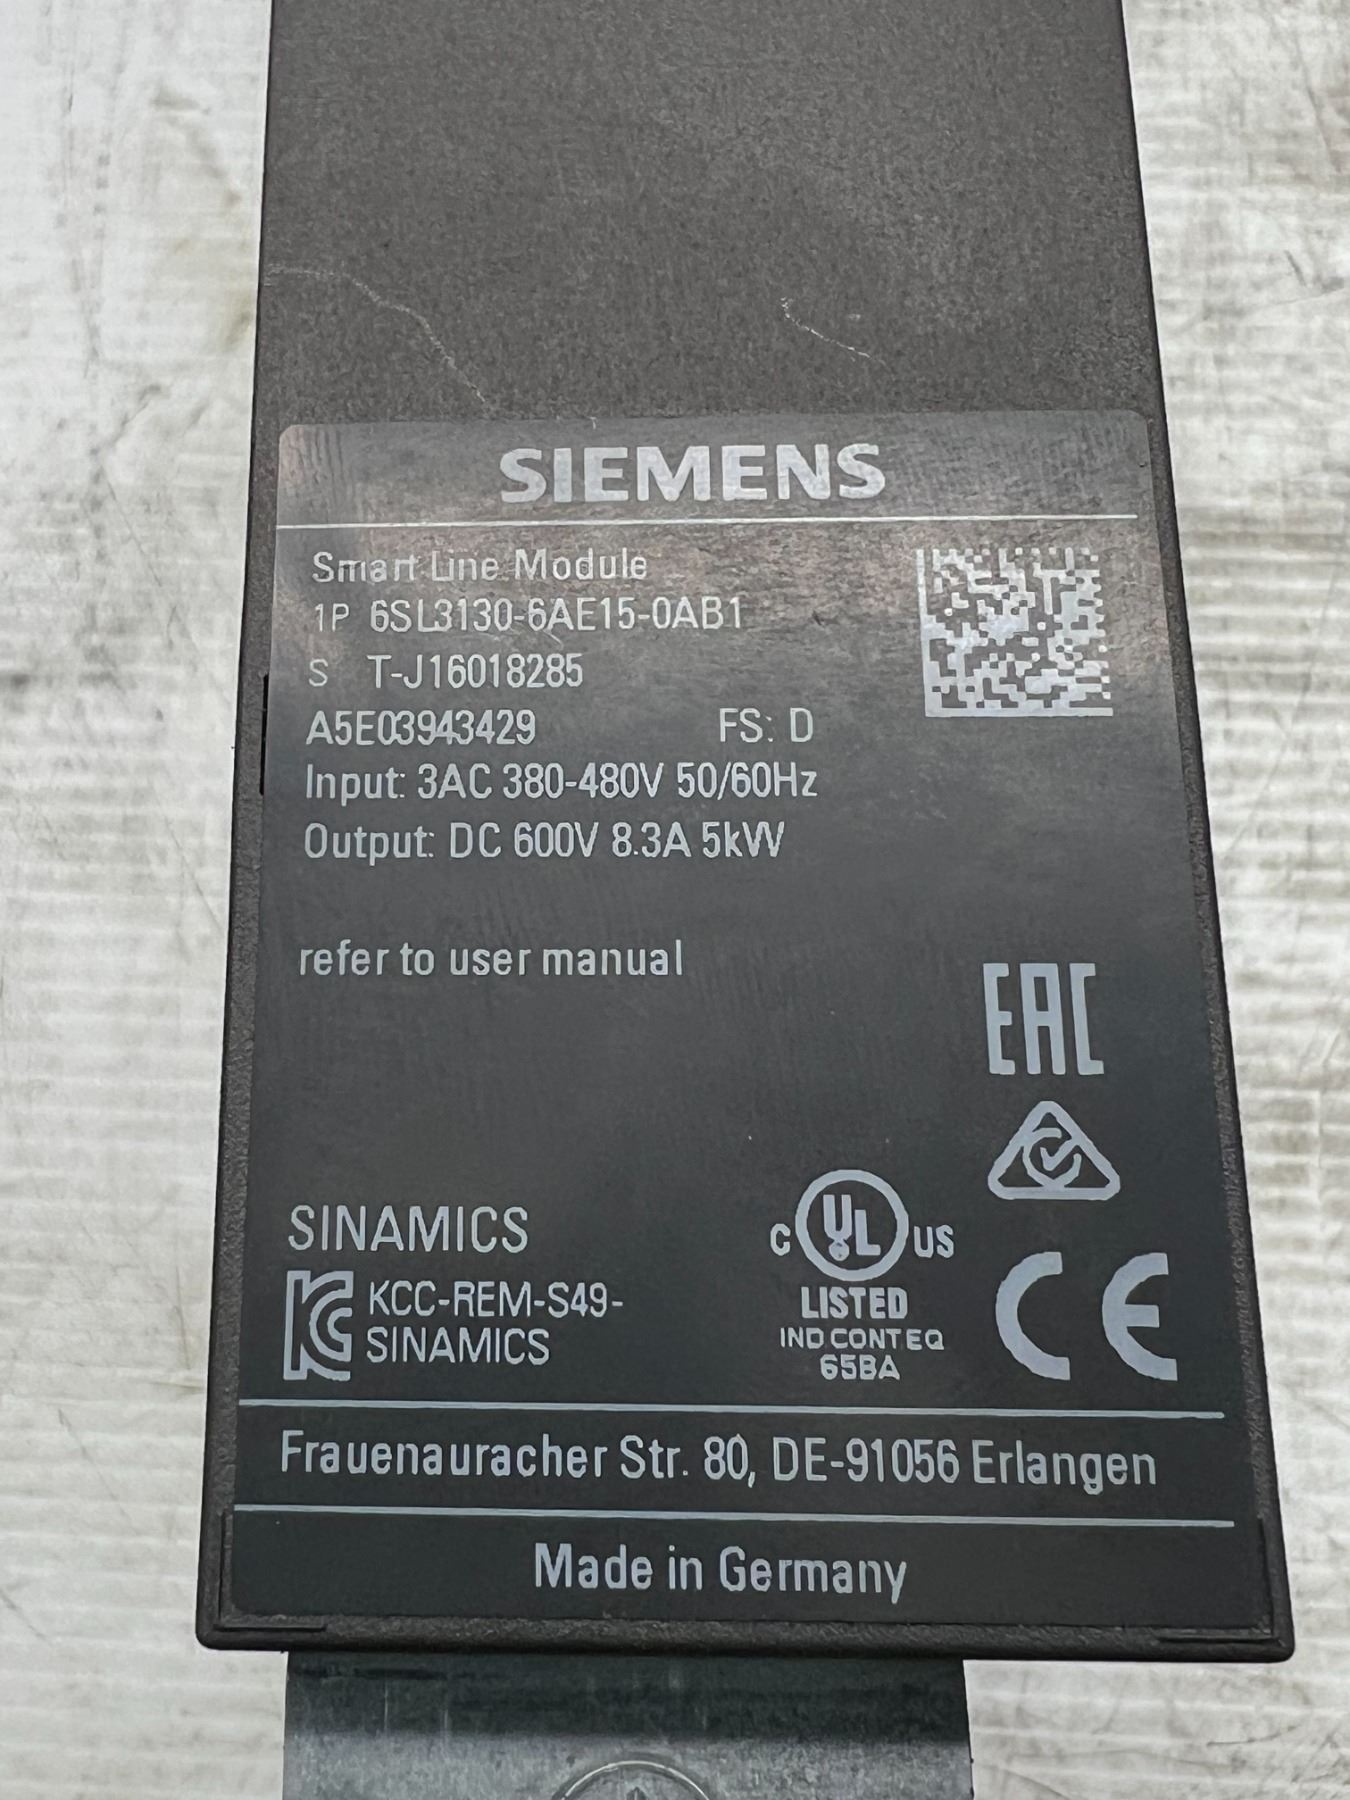 SIEMENS
Smart Line Module
1P 6SL3130-6AE15-0AB1
S T-J16018285
A5E03943429 FS: D
Input: 3AC 380-480V 50/60Hz
Output: DC 600V 8.3A 5kW
refer to user manual
EAC
SINAMICS
KCC-REM-S49-
SINAMICS
C UL US
LISTED
IND.CONT.EQ
65BA
CE
Frauenauracher Str. 80, DE-91056 Erlangen
Made in Germany